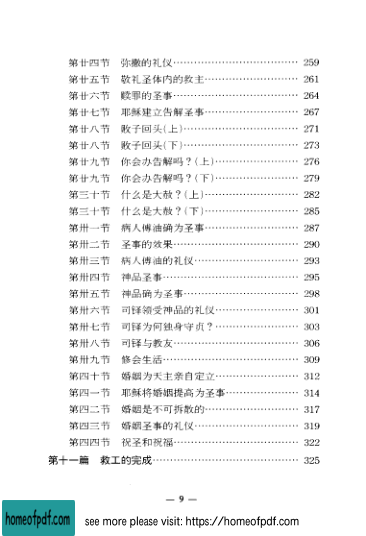 第廿四节 弥撒的礼仪………………………… 259
第廿五节 敬礼圣体内的救主………………… 261
第廿六节 赎罪的圣事………………………… 264
第廿七节 耶稣建立告解圣事………………… 267
第廿八节 败子回头(上)……………………… 271
第廿八节 败子回头(下)……………………… 273
第廿九节 你会办告解吗？(上)……………… 276
第廿九节 你会办告解吗？(下)……………… 279
第三十节 什么是大赦？(上)………………… 282
第三十节 什么是大赦？(下)………………… 285
第卅一节 病人傅油确为圣事………………… 287
第卅二节 圣事的效果………………………… 290
第卅三节 病人傅油的礼仪…………………… 293
第卅四节 神品圣事…………………………… 295
第卅五节 神品确为圣事……………………… 298
第卅六节 司铎领受神品的礼仪……………… 301
第卅七节 司铎为何独身守贞？……………… 303
第卅八节 司铎与教友………………………… 306
第卅九节 修会生活…………………………… 309
第四十节 婚姻为天主亲自定立……………… 312
第四一节 耶稣将婚姻提高为圣事…………… 314
第四二节 婚姻是不可拆散的………………… 317
第四三节 婚姻圣事的礼仪…………………… 319
第四四节 祝圣和祝福………………………… 322
第十一篇 救工的完成………………………… 325
— 9 —
homeofpdf.com see more please visit: https://homeofpdf.com